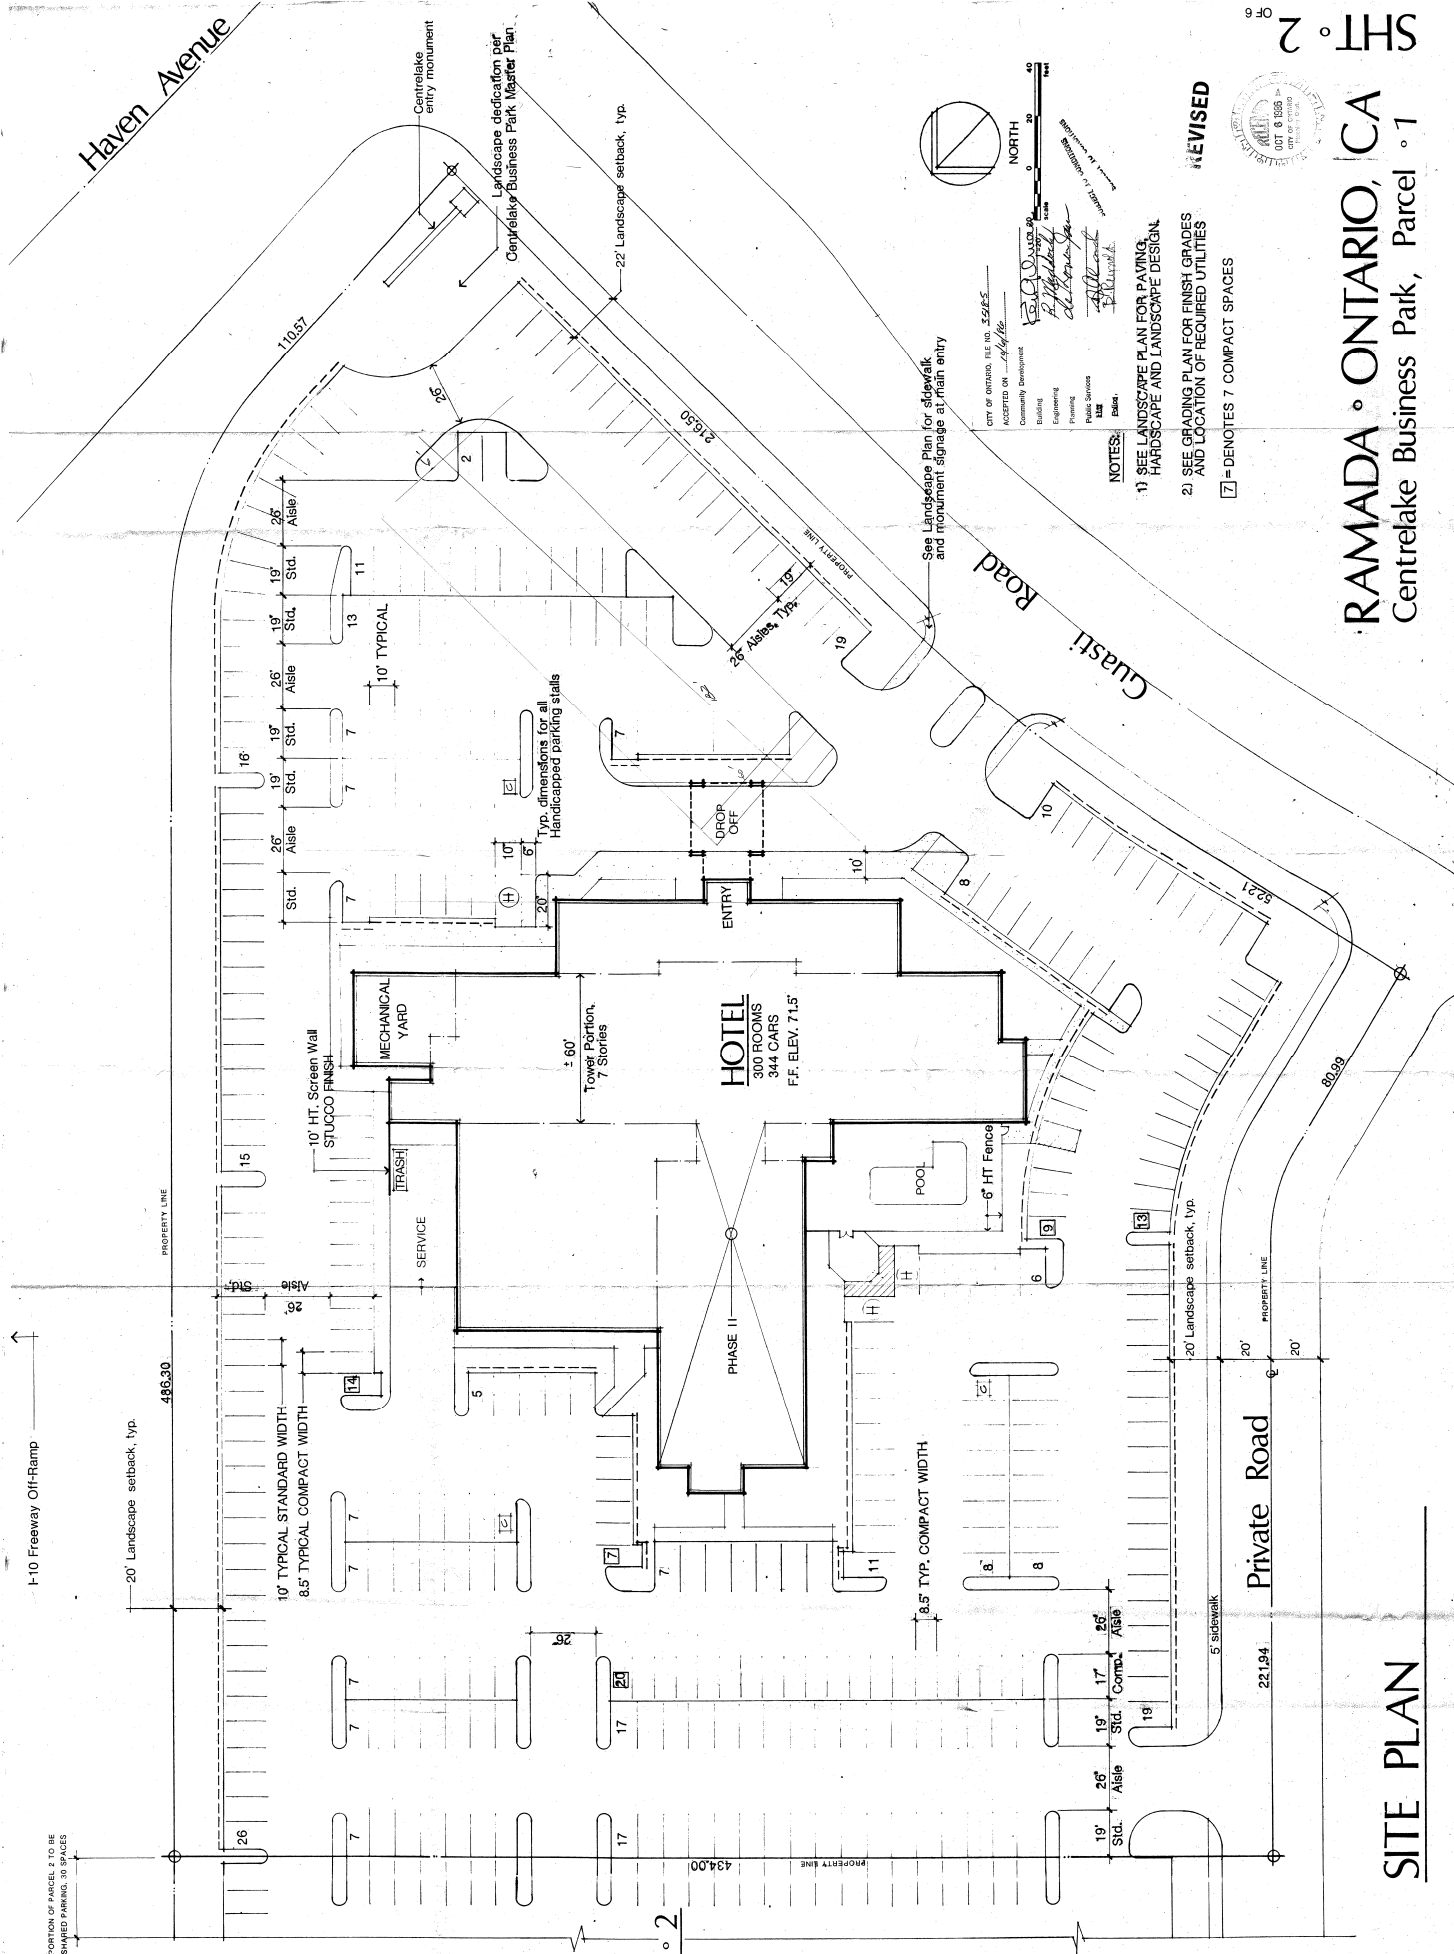 SHT · 2
OF 6
RAMADA · ONTARIO, CA
Centrelake Business Park, Parcel · 1
REVISED
OCT 6 1986
NORTH
20
0
20
40
scale
feet
CITY OF ONTARIO, FILE NO. 3518-S
ACCEPTED ON
Community Development
Building
Engineering
Planning
Public Services
Police
NOTES:
1) SEE LANDSCAPE PLAN FOR PAVING,
HARDSCAPE AND LANDSCAPE DESIGN.
2) SEE GRADING PLAN FOR FINISH GRADES
AND LOCATION OF REQUIRED UTILITIES
7 = DENOTES 7 COMPACT SPACES
Haven Avenue
Centrelake
entry monument
Landscape dedication per
Centrelake Business Park Master Plan
22' Landscape setback, typ.
110.57
26'
2
216.50
PROPERTY LINE
See Landscape Plan for sidewalk
and monument signage at main entry
Guasti Road
26'
Aisle
19'
Std.
19'
Std.
26'
Aisle
19'
Std.
19'
Std.
26'
Aisle
Std.
11
13
10' TYPICAL
19'
26' Aisles, Typ.
19
16
7
7
7
7
C
Typ. dimensions for all
Handicapped parking stalls
10'
6'
20'
H
DROP
OFF
ENTRY
10'
8
10
52.21
80.99
MECHANICAL
YARD
10' HT. Screen Wall
STUCCO FINISH
± 60'
Tower Portion,
7 Stories
HOTEL
300 ROOMS
344 CARS
F.F. ELEV. 71.5'
TRASH
SERVICE
15
PROPERTY LINE
486.30
I-10 Freeway Off-Ramp
20' Landscape setback, typ.
Std.
Aisle
26'
10' TYPICAL STANDARD WIDTH
8.5' TYPICAL COMPACT WIDTH
14
5
PHASE II
POOL
6' HT Fence
9
13
6
H
H
20' Landscape setback, typ.
PROPERTY LINE
20'
20'
20'
C
C
7
7
7
7
11
8
8
8.5' TYP. COMPACT WIDTH
26'
Aisle
17'
Comp.
19'
Std.
26'
Aisle
19'
Std.
19
5' sidewalk
Private Road
221.94
26'
20
17
17
7
7
7
26
434.00
PROPERTY LINE
PORTION OF PARCEL 2 TO BE
SHARED PARKING, 30 SPACES
· 2
SITE PLAN